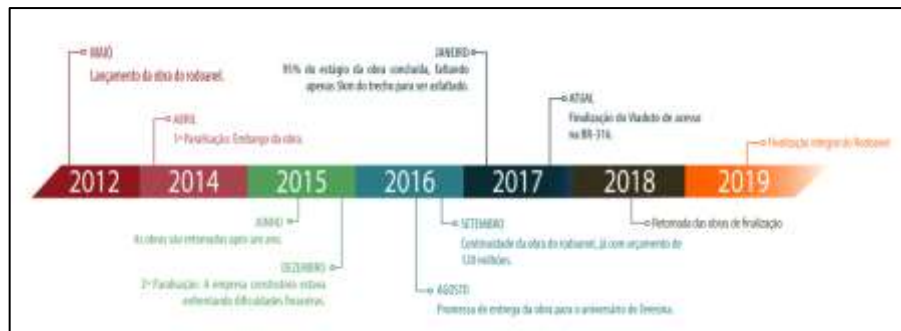 MAIO
Lançamento da obra do rodoanel.
JANEIRO
95% do estágio da obra concluída, faltando
apenas 5km do trecho para ser asfaltado.
ABRIL
1ª Paralisação: Embargo da obra.
ATUAL
Finalização do Viaduto de acesso
na BR-316.
Finalização integral do Rodoanel
2012 2014 2015 2016 2017 2018 2019
JUNHO
As obras são retomadas após um ano.
SETEMBRO
Continuidade da obra do rodoanel, já com orçamento de
120 milhões.
Retomada das obras de finalização
DEZEMBRO
2ª Paralisação: A empresa construtora estava
enfrentando dificuldades financeiras.
AGOSTO
Promessa de entrega da obra para o aniversário de Teresina.